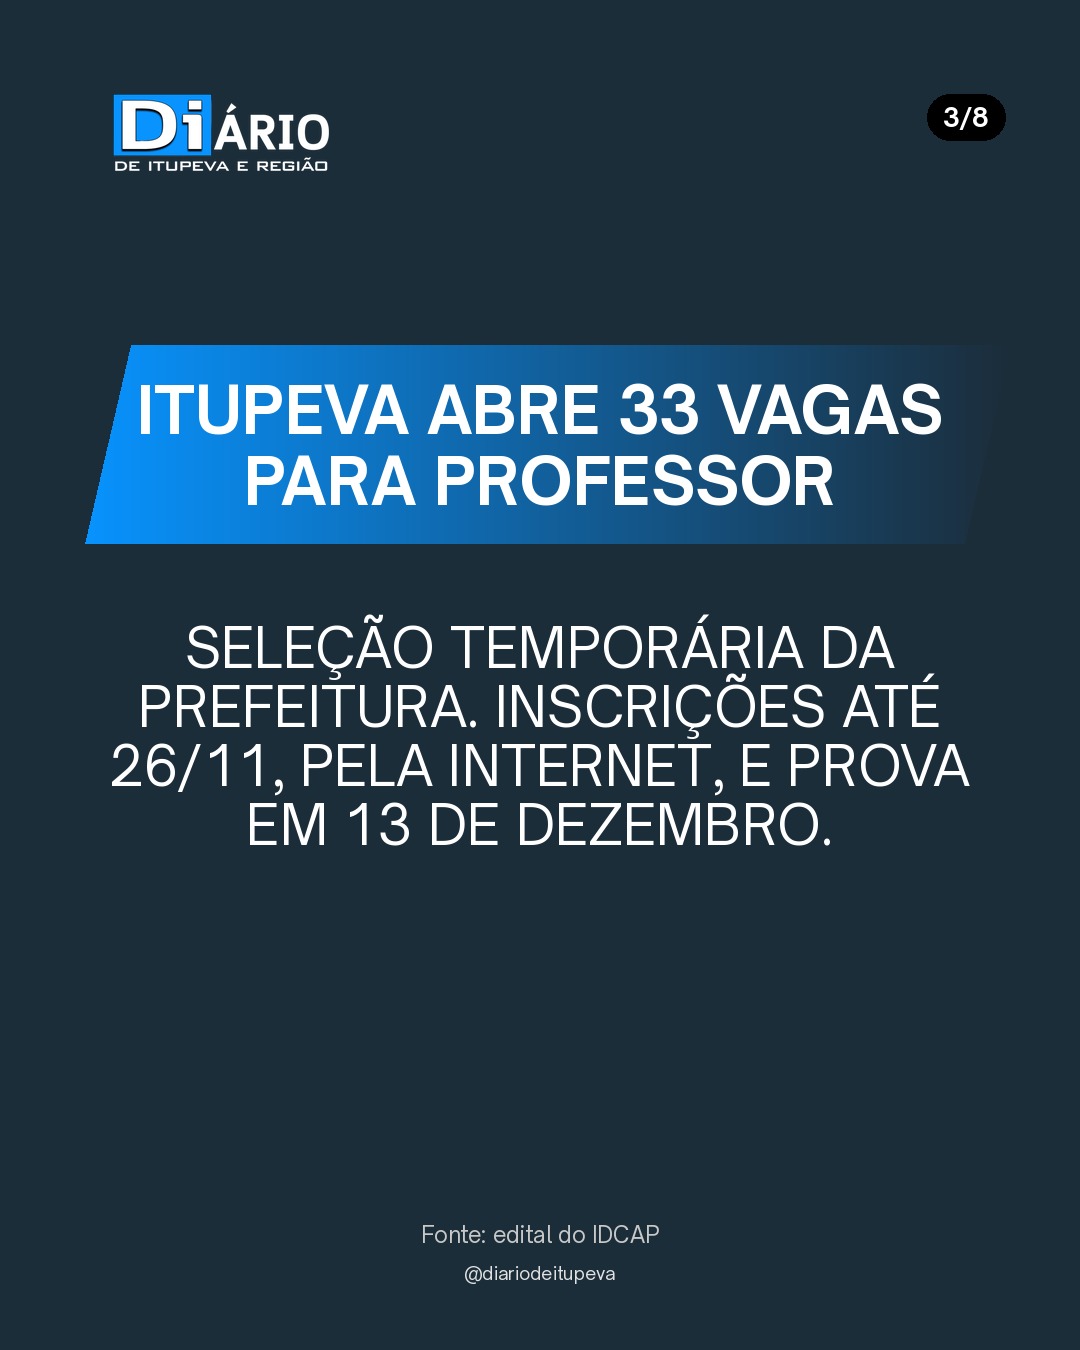 DiÁRIO
DE ITUPEVA E REGIÃO
3/8
ITUPEVA ABRE 33 VAGAS
PARA PROFESSOR
SELEÇÃO TEMPORÁRIA DA
PREFEITURA. INSCRIÇÕES ATÉ
26/11, PELA INTERNET, E PROVA
EM 13 DE DEZEMBRO.
Fonte: edital do IDCAP
@diariodeitupeva